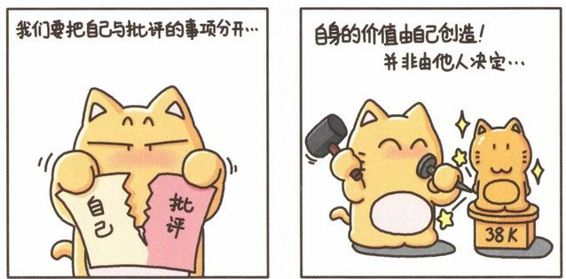 我们要把自己与批评的事项分开…
自己
批评
自身的价值由自己创造！
并非由他人决定…
38K